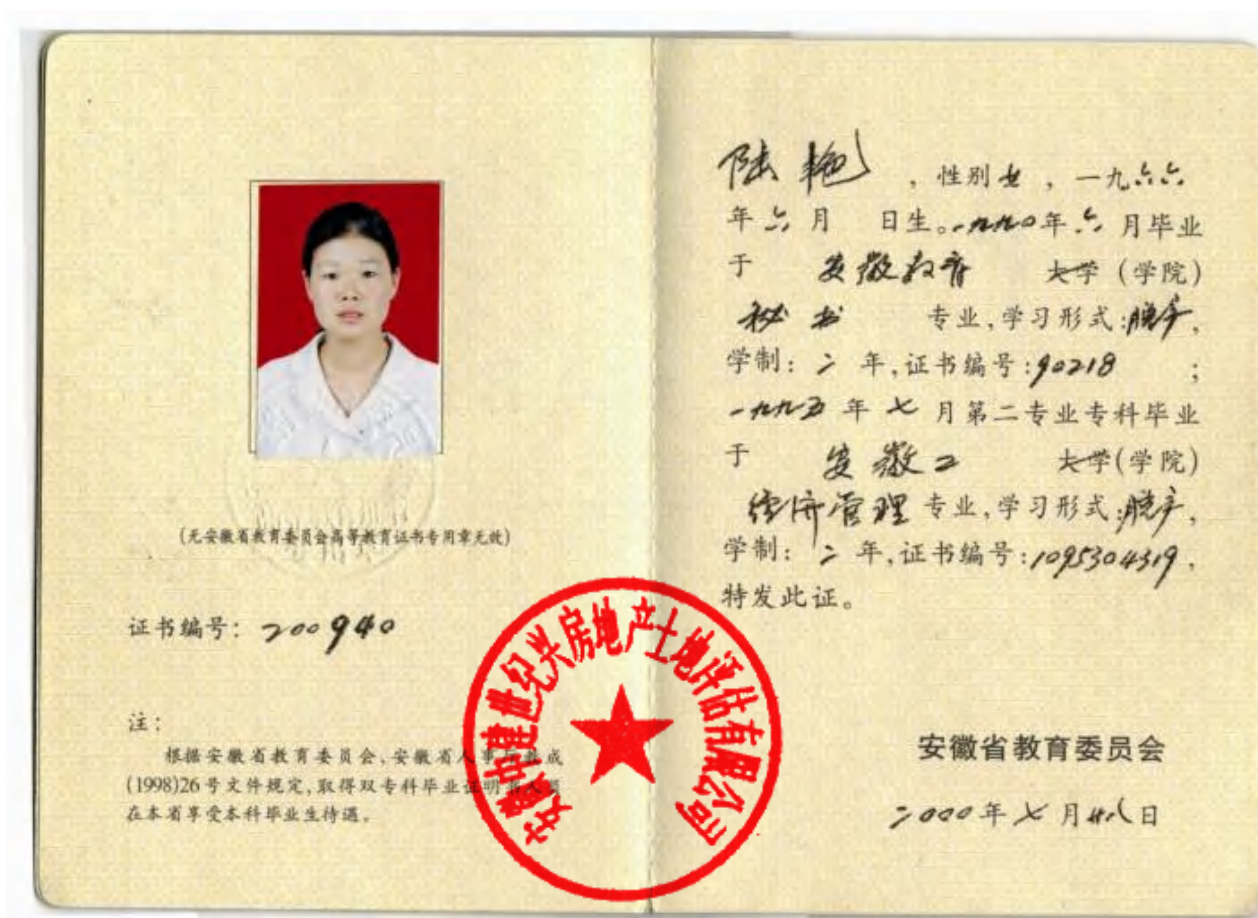 (无安徽省教育委员会高等教育证书专用章无效)
证书编号: 200940
注:
根据安徽省教育委员会、安徽省人事厅教成
(1998)26号文件规定,取得双专科毕业证明书人员
在本省享受本科毕业生待遇。
陆艳,性别女,一九六六
年六月 日生。一九九0年六月毕业
于 安徽教育 大学(学院)
秘书 专业,学习形式:脱产,
学制:二年,证书编号:90218;
一九九五年七月第二专业专科毕业
于 安徽工 大学(学院)
经济管理专业,学习形式:脱产,
学制:二年,证书编号:1095304319,
特发此证。
安徽省教育委员会
二000年七月廿八日
安徽中建世纪兴房地产土地评估有限公司